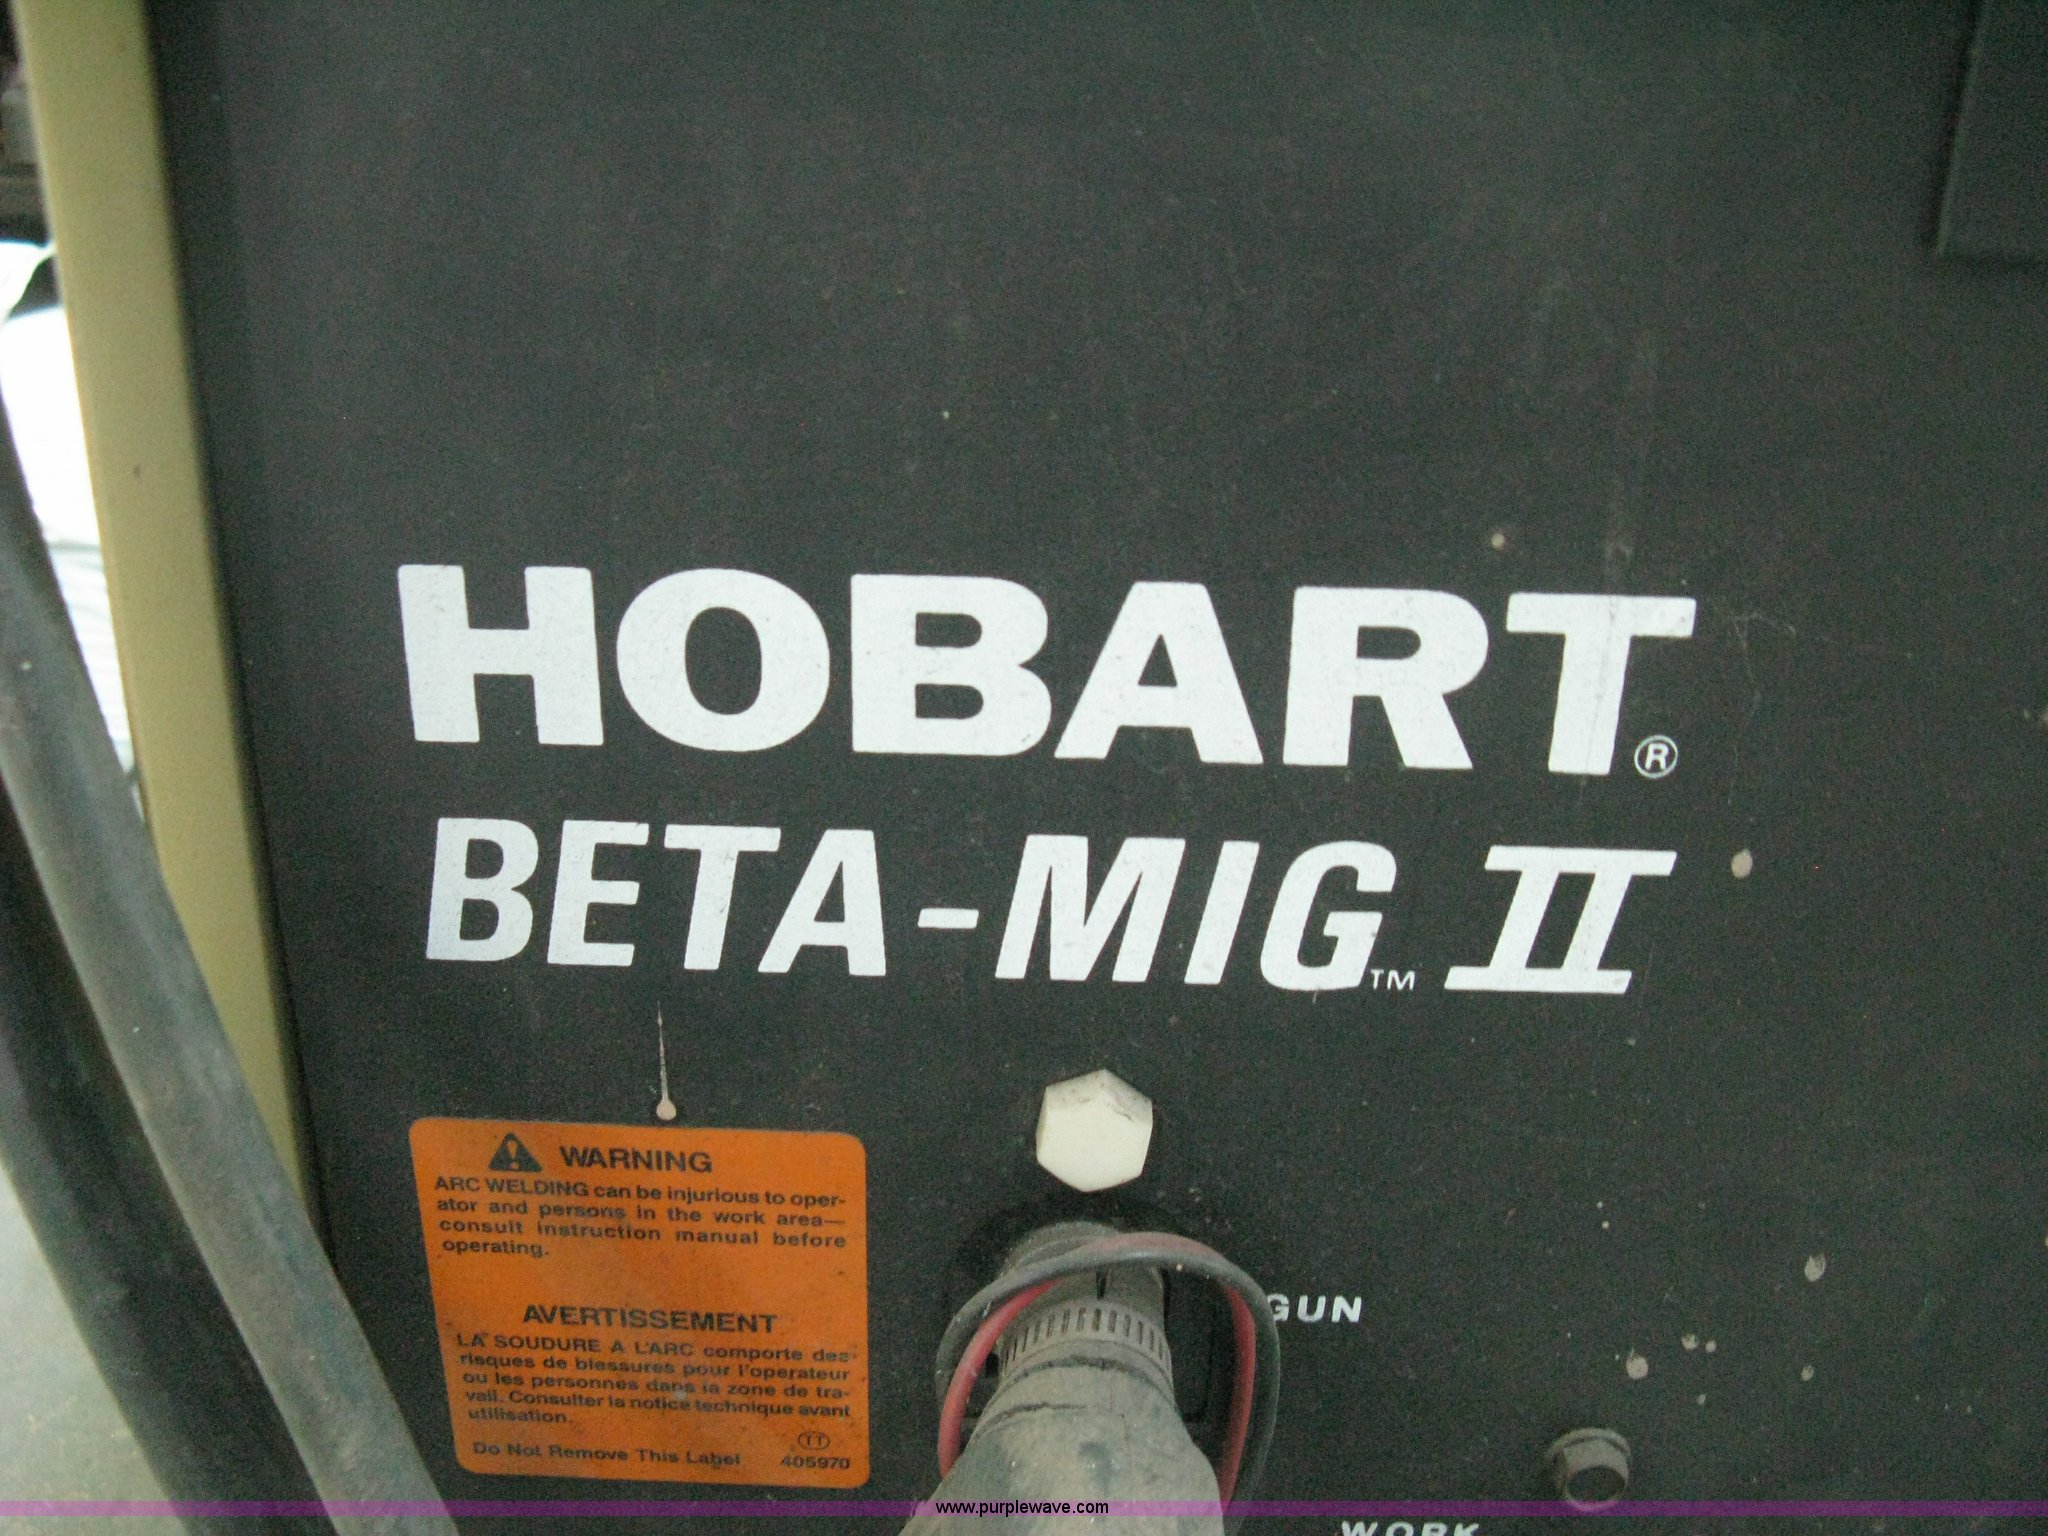 HOBART®
BETA-MIG™ II
WARNING
ARC WELDING can be injurious to oper-
ator and persons in the work area—
consult instruction manual before
operating.
AVERTISSEMENT
LA SOUDURE A L'ARC comporte des
risques de blessures pour l'operateur
ou les personnes dans la zone de tra-
vail. Consulter la notice technique avant
utilisation.
Do Not Remove This Label
405970
GUN
WORK
www.purplewave.com